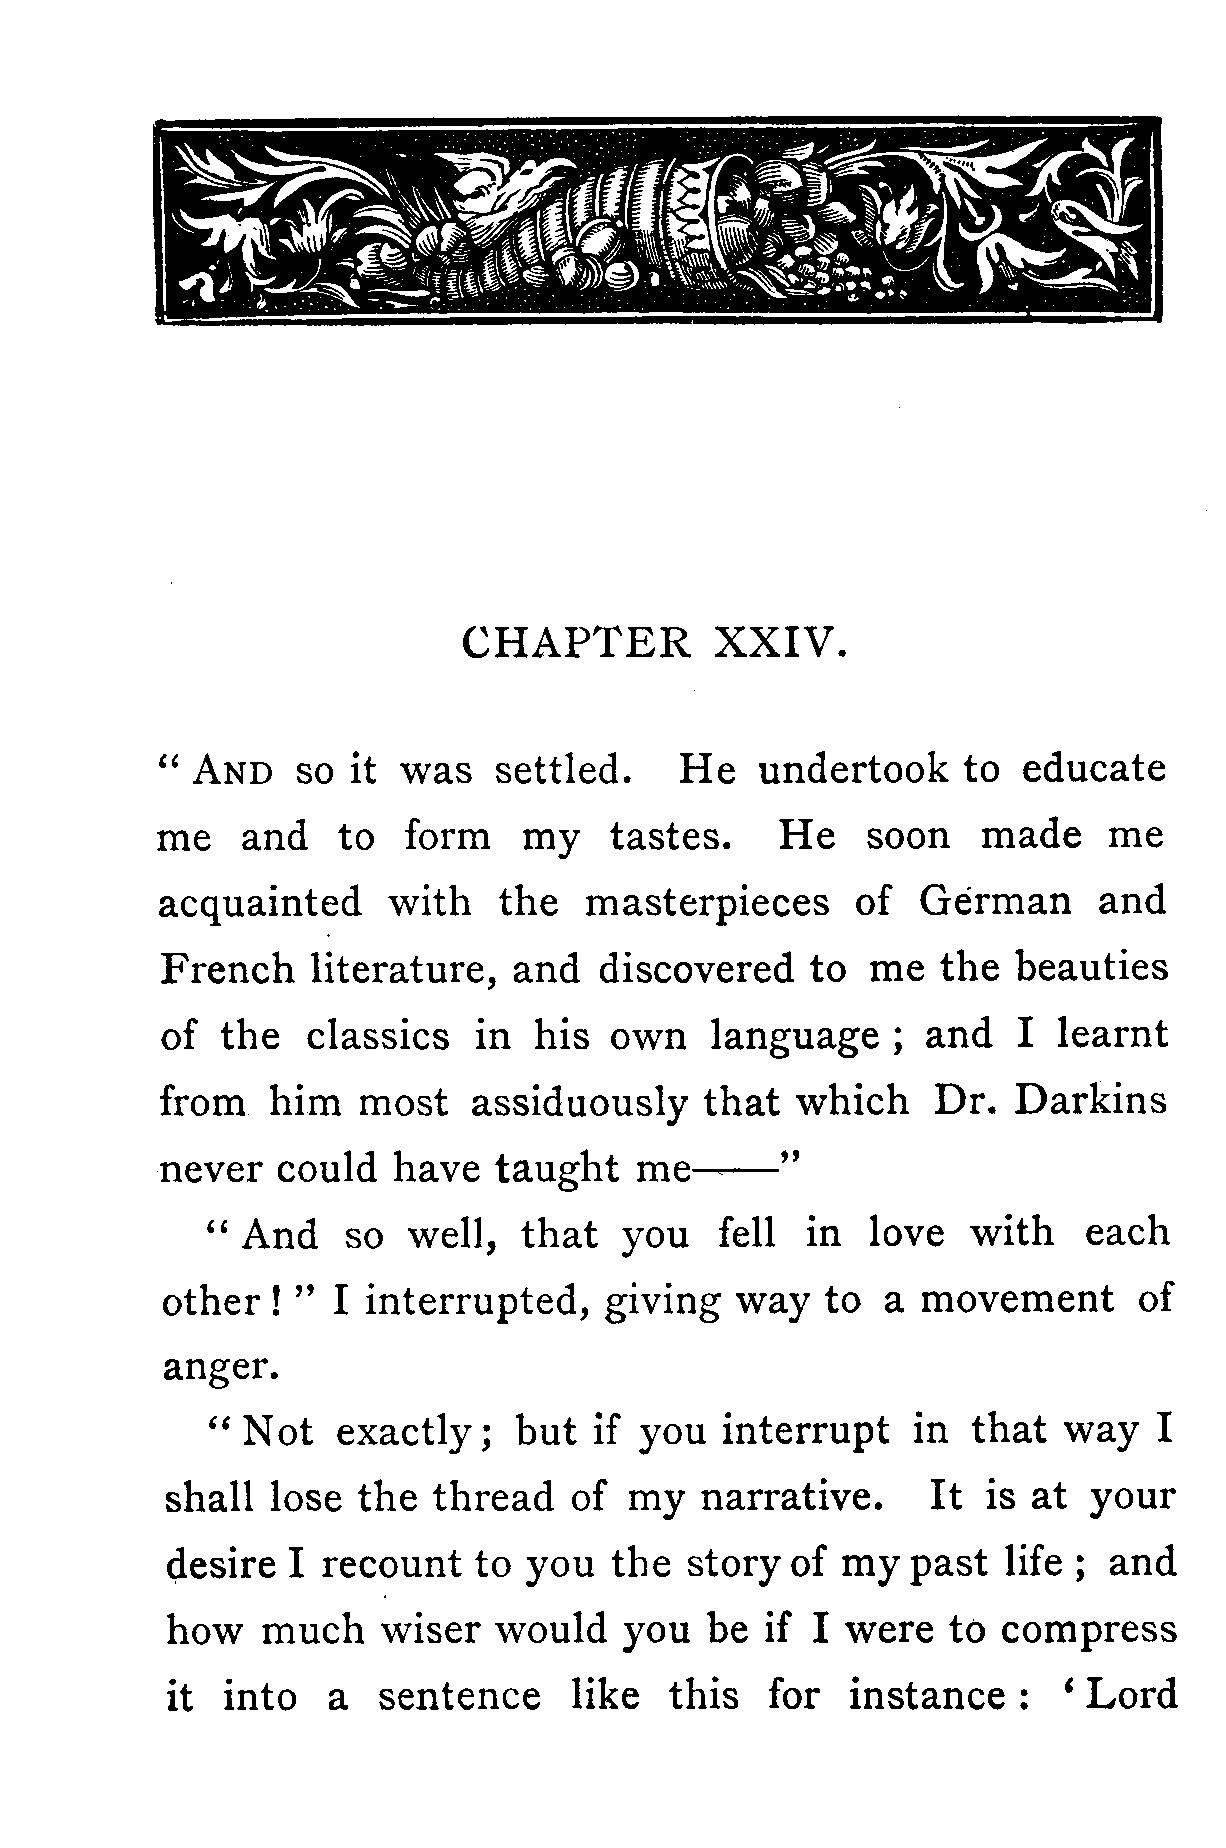 CHAPTER XXIV.
“ AND so it was settled. He undertook to educate
me and to form my tastes. He soon made me
acquainted with the masterpieces of German and
French literature, and discovered to me the beauties
of the classics in his own language ; and I learnt
from him most assiduously that which Dr. Darkins
never could have taught me——”
“ And so well, that you fell in love with each
other ! ” I interrupted, giving way to a movement of
anger.
“ Not exactly ; but if you interrupt in that way I
shall lose the thread of my narrative. It is at your
desire I recount to you the story of my past life ; and
how much wiser would you be if I were to compress
it into a sentence like this for instance : ‘ Lord